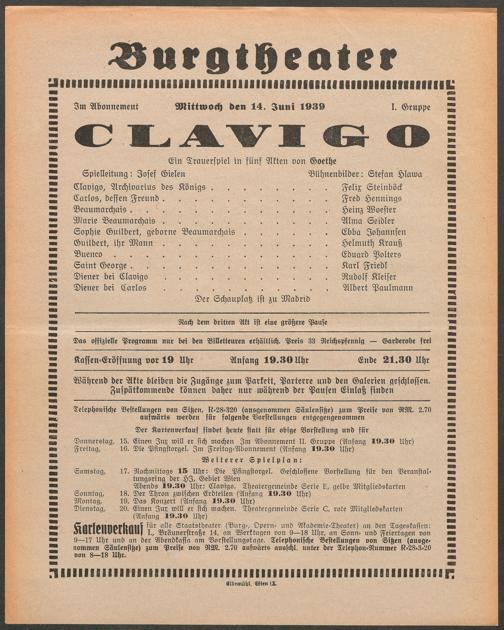 Burgtheater
Im Abonnement Mittwoch den 14. Juni 1939 I. Gruppe
CLAVIGO
Ein Trauerspiel in fünf Akten von Goethe
Spielleitung: Josef Gielen Bühnenbilder: Stefan Hlawa
Clavigo, Archivarius des Königs . . . . . . . . Felix Steinböck
Carlos, dessen Freund . . . . . . . . . . . Fred Hennings
Beaumarchais . . . . . . . . . . . . . Heinz Woester
Marie Beaumarchais . . . . . . . . . . . Alma Seidler
Sophie Guilbert, geborne Beaumarchais . . . . . . Ebba Johannsen
Guilbert, ihr Mann . . . . . . . . . . . Helmuth Krauß
Buenco . . . . . . . . . . . . . . Eduard Volters
Saint George . . . . . . . . . . . . . Karl Friedl
Diener bei Clavigo . . . . . . . . . . . Rudolf Kleiser
Diener bei Carlos . . . . . . . . . . . Albert Paulmann
Der Schauplatz ist zu Madrid
Nach dem dritten Akt ist eine größere Pause
Das offizielle Programm nur bei den Billetteuren erhältlich. Preis 33 Reichspfennig — Garderobe frei
Kassen-Eröffnung vor 19 Uhr Anfang 19.30 Uhr Ende 21.30 Uhr
Während der Akte bleiben die Zugänge zum Parkett, Parterre und den Galerien geschlossen.
Zuspätkommende können daher nur während der Pausen Einlaß finden
Telephonische Bestellungen von Sitzen, R-28-320 (ausgenommen Säulensitze) zum Preise von RM. 2.70
aufwärts werden für folgende Vorstellungen entgegengenommen
Der Kartenverkauf findet heute statt für obige Vorstellung und für
Donnerstag, 15. Einen Jux will er sich machen Im Abonnement II. Gruppe (Anfang 19.30 Uhr)
Freitag, 16. Die Pfingstorgel. Im Freitag-Abonnement (Anfang 19.30 Uhr)
Weiterer Spielplan:
Samstag, 17. Nachmittags 15 Uhr: Die Pfingstorgel. Geschlossene Vorstellung für den Veranstal-
tungsring der HJ, Gebiet Wien
Abends 19.30 Uhr: Clavigo. Theatergemeinde Serie E, gelbe Mitgliedskarten
Sonntag, 18. Der Thron zwischen Erdteilen (Anfang 19.30 Uhr)
Montag, 19. Das Konzert (Anfang 19.30 Uhr)
Dienstag, 20. Einen Jux will er sich machen. Theatergemeinde Serie C, rote Mitgliedskarten
(Anfang 19.30 Uhr)
Kartenverkauf für alle Staatstheater (Burg-, Opern- und Akademie-Theater) an den Tageskassen:
I., Bräunerstraße 14, an Werktagen von 9—18 Uhr, an Sonn- und Feiertagen von
9—17 Uhr und an der Abendkassa am Vorstellungstage. Telephonische Bestellungen von Sitzen (ausge-
nommen Säulensitze) zum Preise von RM. 2.70 aufwärts auschl. unter der Telephon-Nummer R-28-3-20
von 8—18 Uhr.
Elbemühl, Wien IX.